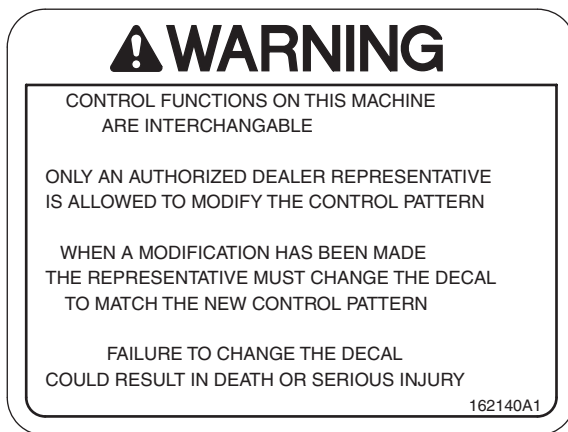 WARNING
CONTROL FUNCTIONS ON THIS MACHINE
ARE INTERCHANGABLE
ONLY AN AUTHORIZED DEALER REPRESENTATIVE
IS ALLOWED TO MODIFY THE CONTROL PATTERN
WHEN A MODIFICATION HAS BEEN MADE
THE REPRESENTATIVE MUST CHANGE THE DECAL
TO MATCH THE NEW CONTROL PATTERN
FAILURE TO CHANGE THE DECAL
COULD RESULT IN DEATH OR SERIOUS INJURY
162140A1